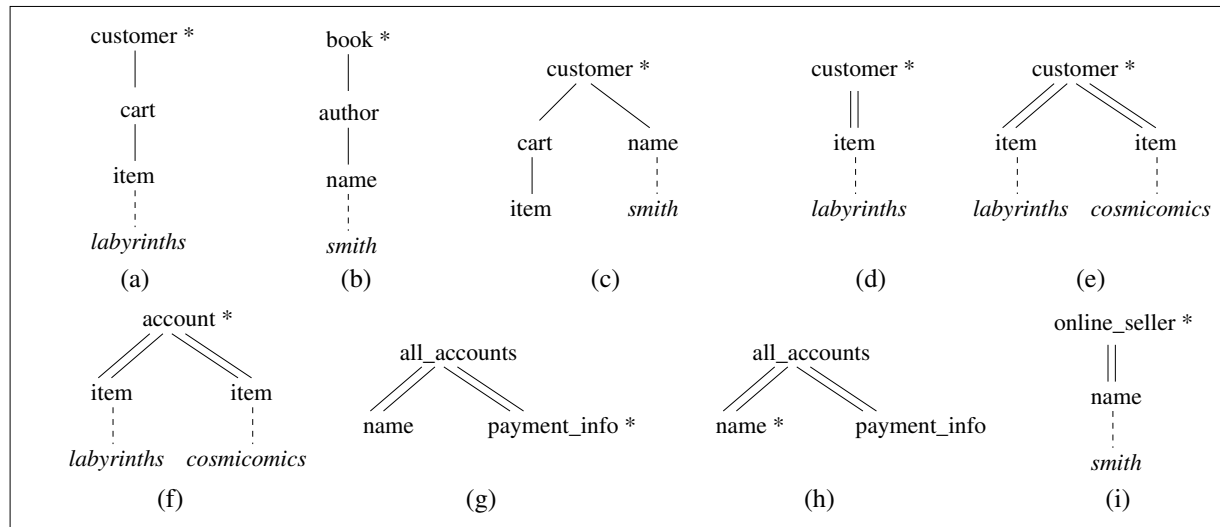 customer *
cart
item
labyrinths
(a)
book *
author
name
smith
(b)
customer *
cart name
item smith
(c)
customer *
item
labyrinths
(d)
customer *
item item
labyrinths cosmicomics
(e)
account *
item item
labyrinths cosmicomics
(f)
all_accounts
name payment_info *
(g)
all_accounts
name * payment_info
(h)
online_seller *
name
smith
(i)